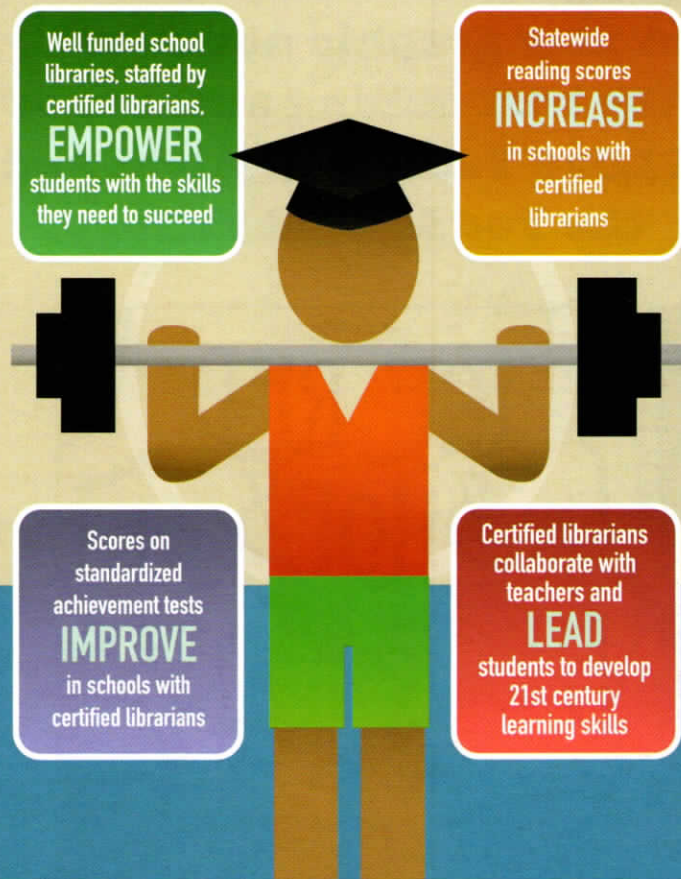 Well funded school
libraries, staffed by
certified librarians,
EMPOWER
students with the skills
they need to succeed
Statewide
reading scores
INCREASE
in schools with
certified
librarians
Scores on
standardized
achievement tests
IMPROVE
in schools with
certified librarians
Certified librarians
collaborate with
teachers and
LEAD
students to develop
21st century
learning skills